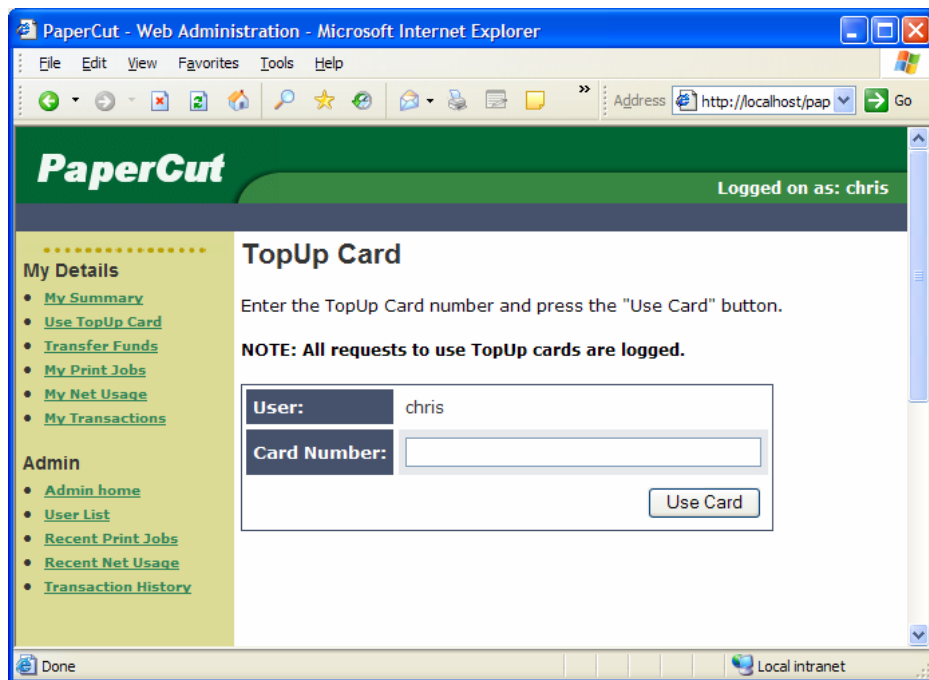 PaperCut - Web Administration - Microsoft Internet Explorer
File Edit View Favorites Tools Help
» Address http://localhost/pap Go
PaperCut
Logged on as: chris
My Details
My Summary
Use TopUp Card
Transfer Funds
My Print Jobs
My Net Usage
My Transactions
Admin
Admin home
User List
Recent Print Jobs
Recent Net Usage
Transaction History
TopUp Card
Enter the TopUp Card number and press the "Use Card" button.
NOTE: All requests to use TopUp cards are logged.
User: chris
Card Number:
Use Card
Done Local intranet